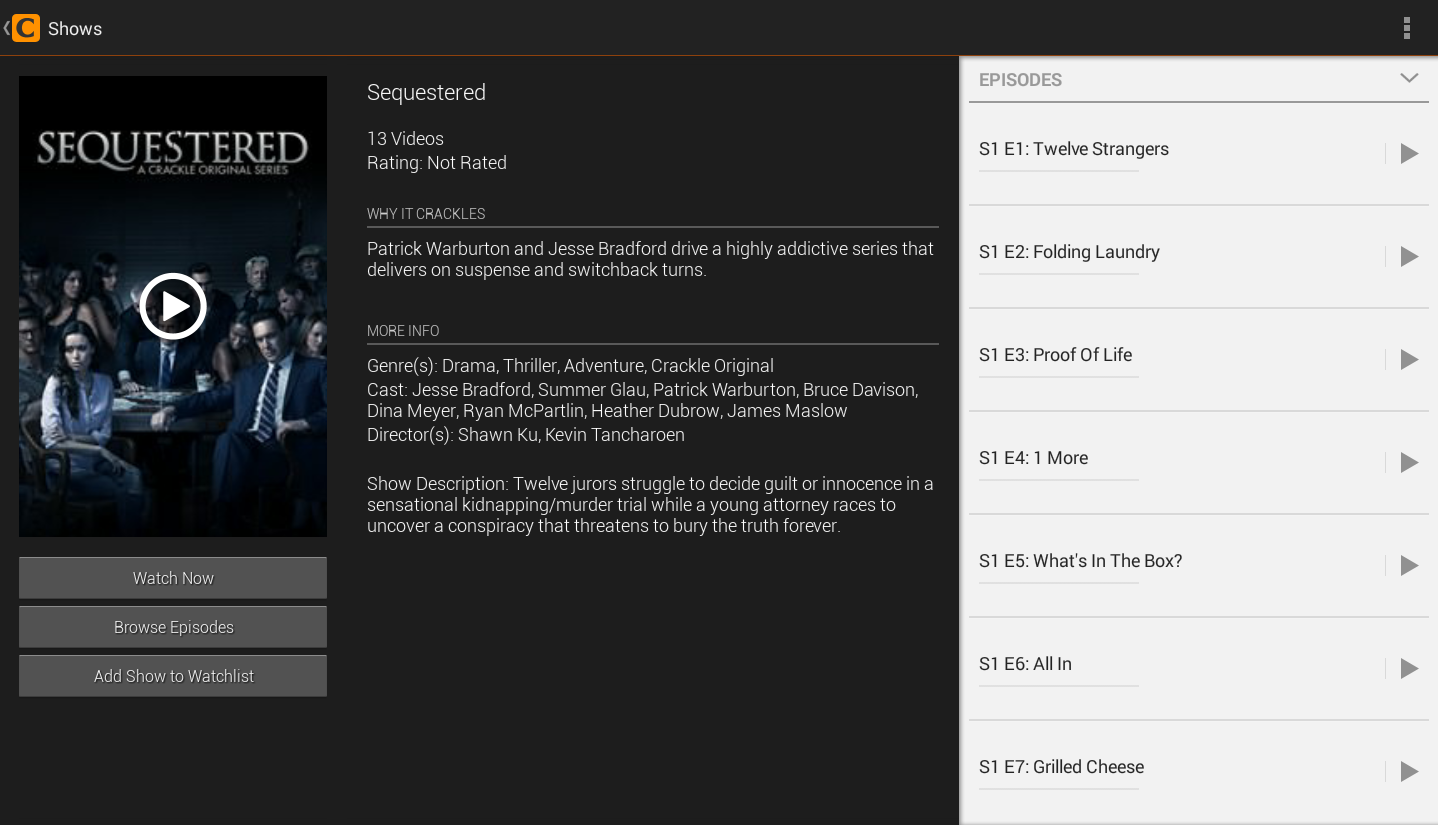 C Shows
SEQUESTERED
A CRACKLE ORIGINAL SERIES
Watch Now
Browse Episodes
Add Show to Watchlist
Sequestered
13 Videos
Rating: Not Rated
WHY IT CRACKLES
Patrick Warburton and Jesse Bradford drive a highly addictive series that
delivers on suspense and switchback turns.
MORE INFO
Genre(s): Drama, Thriller, Adventure, Crackle Original
Cast: Jesse Bradford, Summer Glau, Patrick Warburton, Bruce Davison,
Dina Meyer, Ryan McPartlin, Heather Dubrow, James Maslow
Director(s): Shawn Ku, Kevin Tancharoen
Show Description: Twelve jurors struggle to decide guilt or innocence in a
sensational kidnapping/murder trial while a young attorney races to
uncover a conspiracy that threatens to bury the truth forever.
EPISODES
S1 E1: Twelve Strangers
S1 E2: Folding Laundry
S1 E3: Proof Of Life
S1 E4: 1 More
S1 E5: What's In The Box?
S1 E6: All In
S1 E7: Grilled Cheese